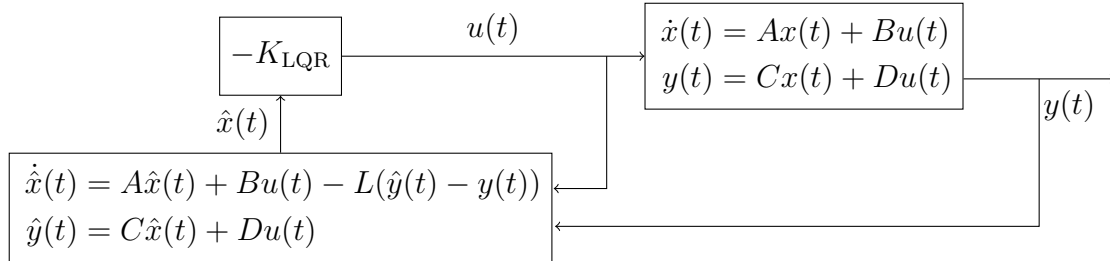 −K_LQR
u(t)
ẋ(t) = Ax(t) + Bu(t)
y(t) = Cx(t) + Du(t)
y(t)
x̂(t)
x̂̇(t) = Ax̂(t) + Bu(t) − L(ŷ(t) − y(t))
ŷ(t) = Cx̂(t) + Du(t)